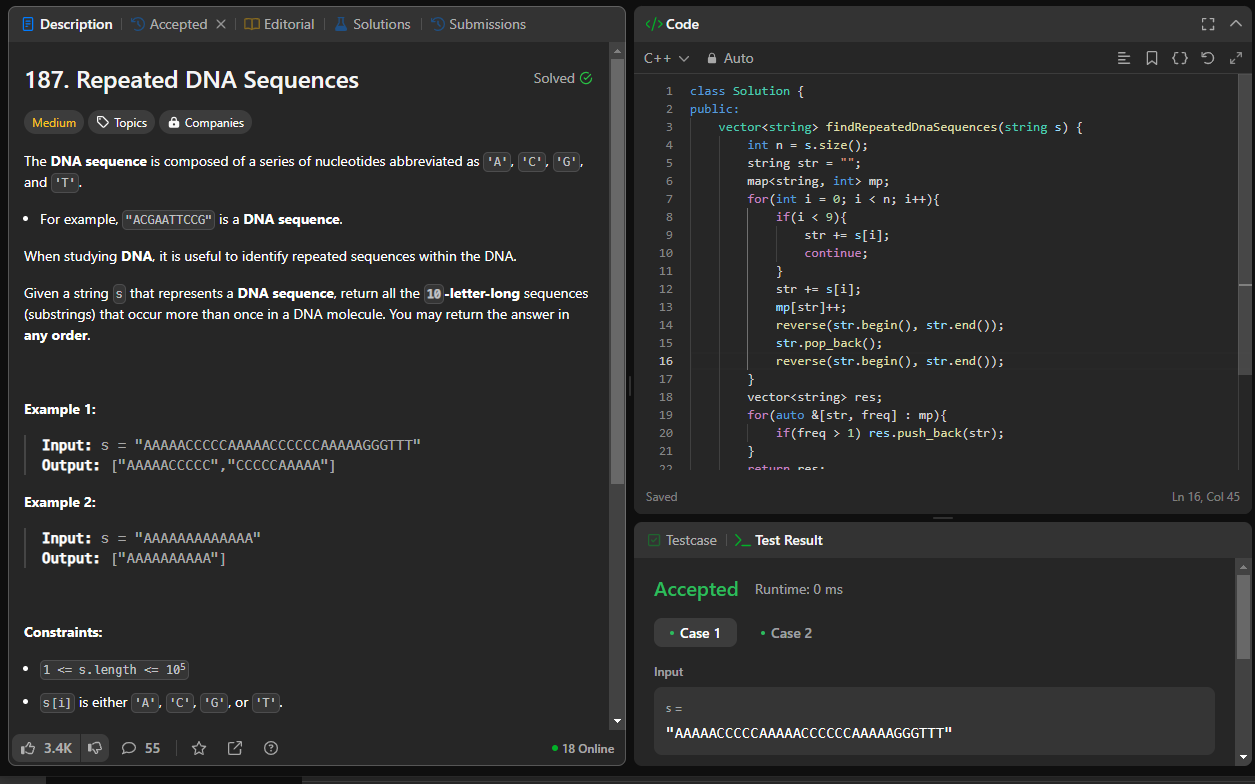 Description
Accepted
Editorial
Solutions
Submissions
187. Repeated DNA Sequences
Solved
Medium
Topics
Companies
The DNA sequence is composed of a series of nucleotides abbreviated as 'A', 'C', 'G',
and 'T'.
• For example, "ACGAATTCCG" is a DNA sequence.
When studying DNA, it is useful to identify repeated sequences within the DNA.
Given a string s that represents a DNA sequence, return all the 10-letter-long sequences
(substrings) that occur more than once in a DNA molecule. You may return the answer in
any order.
Example 1:
Input: s = "AAAAACCCCCAAAAACCCCCCAAAAAGGGTTT"
Output: ["AAAAACCCCC","CCCCCAAAAA"]
Example 2:
Input: s = "AAAAAAAAAAAAA"
Output: ["AAAAAAAAAA"]
Constraints:
• 1 <= s.length <= 10⁵
• s[i] is either 'A', 'C', 'G', or 'T'.
3.4K
55
18 Online
</> Code
C++
Auto
1 class Solution {
2 public:
3     vector<string> findRepeatedDnaSequences(string s) {
4         int n = s.size();
5         string str = "";
6         map<string, int> mp;
7         for(int i = 0; i < n; i++){
8             if(i < 9){
9                 str += s[i];
10                 continue;
11             }
12             str += s[i];
13             mp[str]++;
14             reverse(str.begin(), str.end());
15             str.pop_back();
16             reverse(str.begin(), str.end());
17         }
18         vector<string> res;
19         for(auto &[str, freq] : mp){
20             if(freq > 1) res.push_back(str);
21         }
22         return res;
Saved
Ln 16, Col 45
Testcase
Test Result
Accepted
Runtime: 0 ms
• Case 1
• Case 2
Input
s =
"AAAAACCCCCAAAAACCCCCCAAAAAGGGTTT"